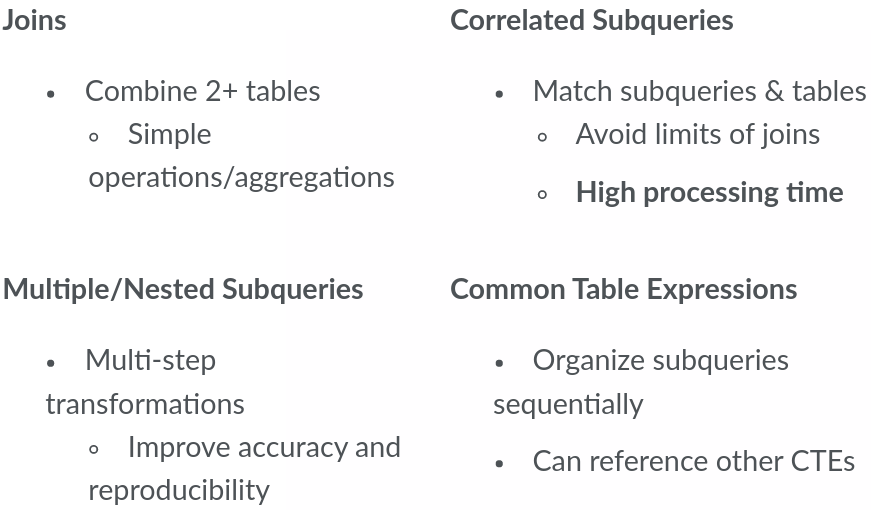 Joins
• Combine 2+ tables
◦ Simple
operations/aggregations
Correlated Subqueries
• Match subqueries & tables
◦ Avoid limits of joins
◦ High processing time
Multiple/Nested Subqueries
• Multi-step
transformations
◦ Improve accuracy and
reproducibility
Common Table Expressions
• Organize subqueries
sequentially
• Can reference other CTEs